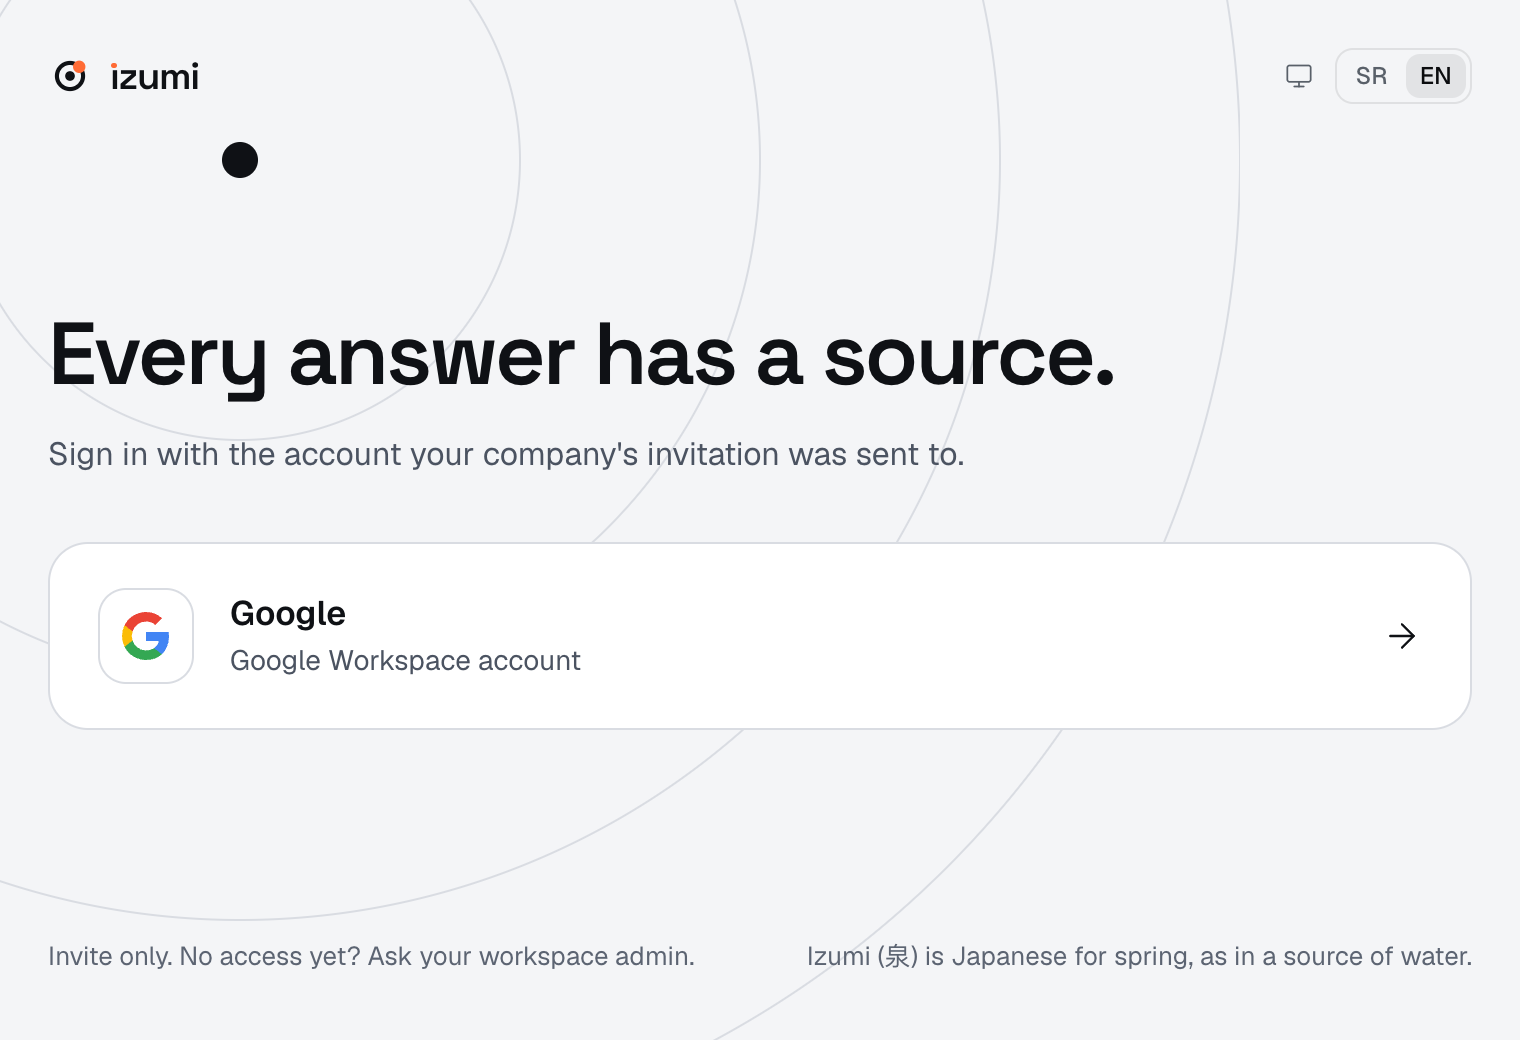 izumi
SR EN
Every answer has a source.
Sign in with the account your company's invitation was sent to.
Google
Google Workspace account
Invite only. No access yet? Ask your workspace admin.
Izumi (泉) is Japanese for spring, as in a source of water.